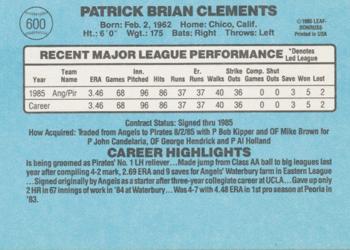 600
PATRICK BRIAN CLEMENTS
© 1986 LEAF-
DONRUSS
Printed in USA
Born: Feb. 2, 1962 Home: Chico, Calif.
Hgt.: 6´0˝ Wgt.: 175 Bats: Right Throws: Left
RECENT MAJOR LEAGUE PERFORMANCE *Denotes
Led League
Year Team Name ERA Games Inn. Pitched Hits Runs Er. Runs Walks Strike Outs Comp. Games Shut Outs Saves Won Lost
1985 Ang/Pir 3.46 68 96 86 37 37 40 36 0 0 3 5 2
Career 3.46 68 96 86 37 37 40 36 0 0 3 5 2
Contract Status: Signed thru 1985
How Acquired: Traded from Angels to Pirates 8/2/85 with P Bob Kipper and OF Mike Brown for
P John Candelaria, OF George Hendrick and P Al Holland
CAREER HIGHLIGHTS
Is being groomed as Pirates' No. 1 LH reliever...Made jump from Class AA ball to big leagues last
year after compiling 4-2 mark, 2.69 ERA and 9 saves for Angels' Waterbury farm in Eastern League
...Signed originally by Angels as a starter after three-year collegiate career at UCLA...Gave up only
2 HR in 67 innings of work in '84 at Waterbury...Was 4-7 with 4.48 ERA in 1st pro season at Peoria in
'83.